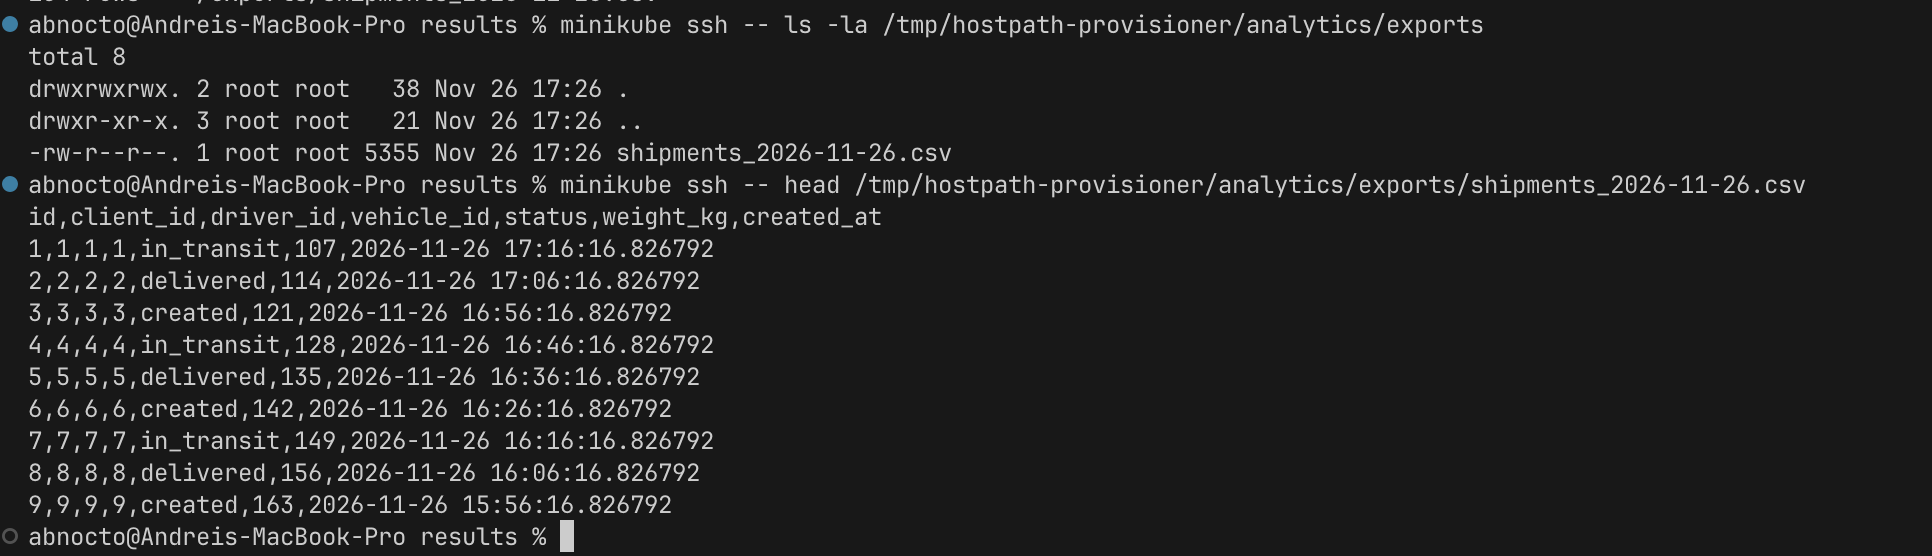 abnocto@Andreis-MacBook-Pro results % minikube ssh -- ls -la /tmp/hostpath-provisioner/analytics/exports
total 8
drwxrwxrwx. 2 root root   38 Nov 26 17:26 .
drwxr-xr-x. 3 root root   21 Nov 26 17:26 ..
-rw-r--r--. 1 root root 5355 Nov 26 17:26 shipments_2026-11-26.csv
abnocto@Andreis-MacBook-Pro results % minikube ssh -- head /tmp/hostpath-provisioner/analytics/exports/shipments_2026-11-26.csv
id,client_id,driver_id,vehicle_id,status,weight_kg,created_at
1,1,1,1,in_transit,107,2026-11-26 17:16:16.826792
2,2,2,2,delivered,114,2026-11-26 17:06:16.826792
3,3,3,3,created,121,2026-11-26 16:56:16.826792
4,4,4,4,in_transit,128,2026-11-26 16:46:16.826792
5,5,5,5,delivered,135,2026-11-26 16:36:16.826792
6,6,6,6,created,142,2026-11-26 16:26:16.826792
7,7,7,7,in_transit,149,2026-11-26 16:16:16.826792
8,8,8,8,delivered,156,2026-11-26 16:06:16.826792
9,9,9,9,created,163,2026-11-26 15:56:16.826792
abnocto@Andreis-MacBook-Pro results %